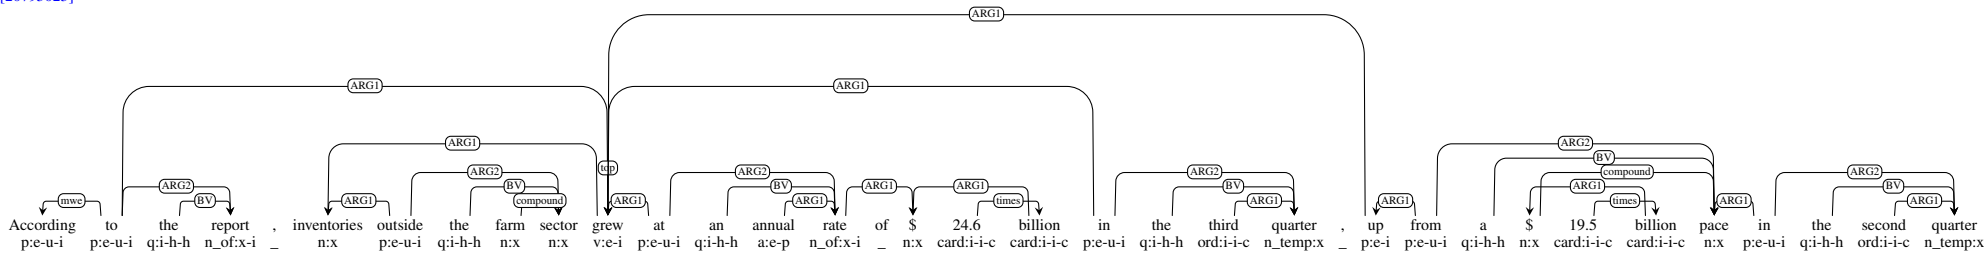 ARG1
ARG1 ARG1
ARG1 ARG2
top BV
ARG2 ARG2 compound ARG2 ARG2
ARG2 BV BV ARG1 ARG1 BV ARG1 BV
mwe BV ARG1 compound ARG1 ARG1 times ARG1 ARG1 times ARG1 ARG1
According to the report , inventories outside the farm sector grew at an annual rate of $ 24.6 billion in the third quarter , up from a $ 19.5 billion pace in the second quarter
p:e-u-i p:e-u-i q:i-h-h n_of:x-i _ n:x p:e-u-i q:i-h-h n:x n:x v:e-i p:e-u-i q:i-h-h a:e-p n_of:x-i _ n:x card:i-i-c card:i-i-c p:e-u-i q:i-h-h ord:i-i-c n_temp:x _ p:e-i p:e-u-i q:i-h-h n:x card:i-i-c card:i-i-c n:x p:e-u-i q:i-h-h ord:i-i-c n_temp:x